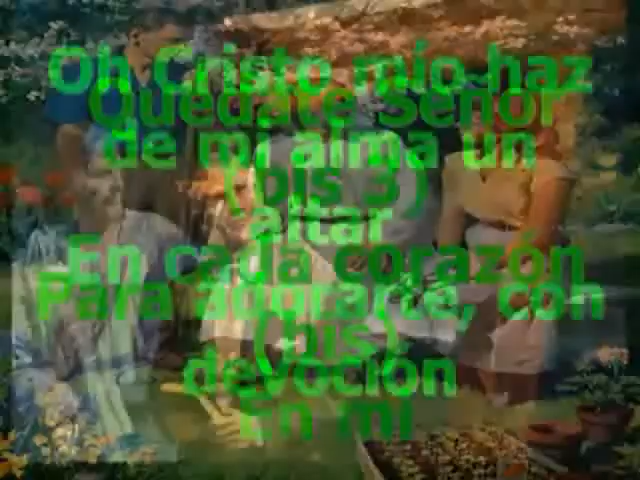 Oh Cristo mío haz
Quédate Señor
de mi alma un
(bis 3)
altar
En cada corazón
Para adorarte, con
(bis)
devoción
En mí